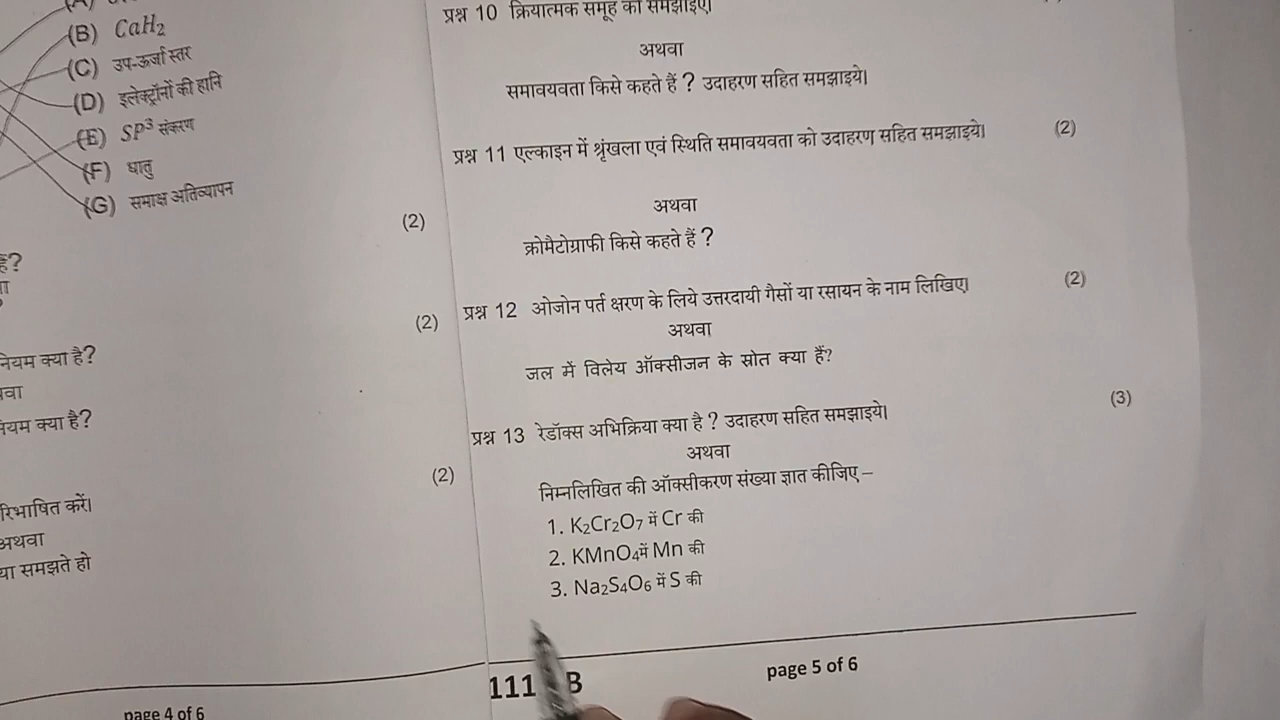 (B) CaH₂
(C) उप-ऊर्जा स्तर
(D) इलेक्ट्रॉनों की हानि
(E) SP³ संकरण
(F) धातु
(G) समाक्ष अतिव्यापन
(2)
है?
(2)
नियम क्या है?
नियम क्या है?
(2)
परिभाषित करें।
अथवा
समझते हो
page 4 of 6
प्रश्न 10 क्रियात्मक समूह को समझाइए।
अथवा
समावयवता किसे कहते हैं ? उदाहरण सहित समझाइये।
प्रश्न 11 एल्काइन में श्रृंखला एवं स्थिति समावयवता को उदाहरण सहित समझाइये। (2)
अथवा
क्रोमैटोग्राफी किसे कहते हैं ?
प्रश्न 12 ओजोन पर्त क्षरण के लिये उत्तरदायी गैसों या रसायन के नाम लिखिए। (2)
अथवा
जल में विलेय ऑक्सीजन के स्रोत क्या हैं?
प्रश्न 13 रेडॉक्स अभिक्रिया क्या है ? उदाहरण सहित समझाइये। (3)
अथवा
निम्नलिखित की ऑक्सीकरण संख्या ज्ञात कीजिए –
1. K₂Cr₂O₇ में Cr की
2. KMnO₄में Mn की
3. Na₂S₄O₆ में S की
111 B
page 5 of 6